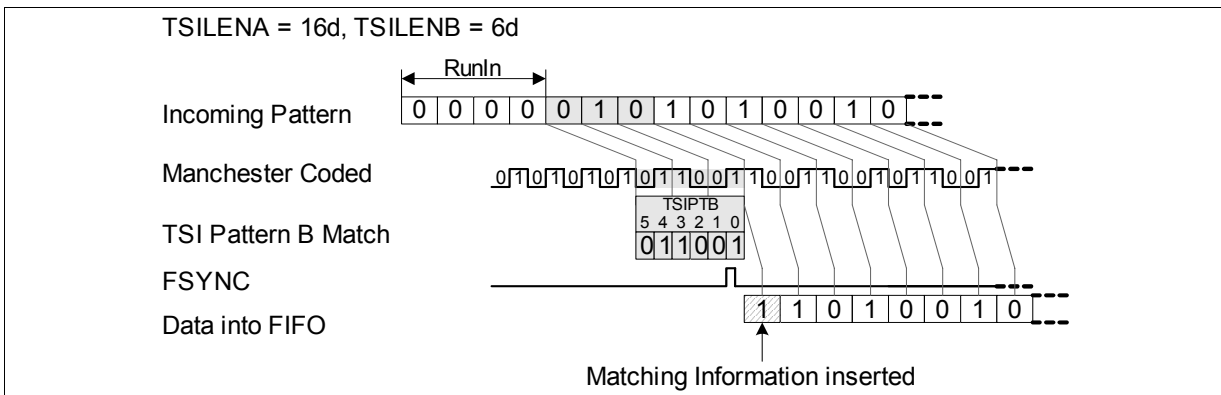 TSILENA = 16d, TSILENB = 6d
RunIn
Incoming Pattern 0 0 0 0 0 1 0 1 0 1 0 0 1 0
Manchester Coded 0 1 0 1 0 1 0 1 0 1 1 0 0 1 1 0 0 1 1 0 0 1 0 1 1 0 0 1
TSIPTB
5 4 3 2 1 0
TSI Pattern B Match 0 1 1 0 0 1
FSYNC
Data into FIFO 1 1 0 1 0 0 1 0
Matching Information inserted